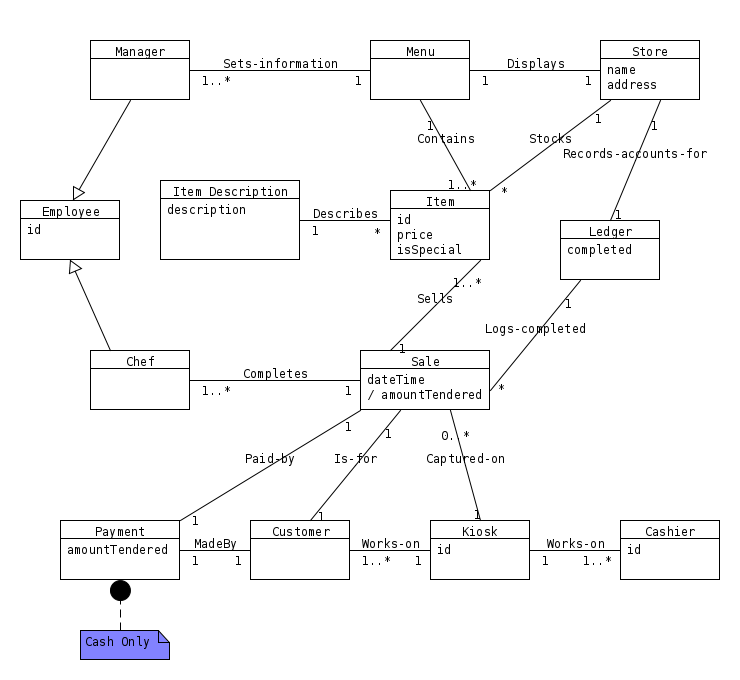 Manager
Sets-information
1..*
1
Menu
Displays
1
1
Store
name
address
1
Contains
1..*
1
Stocks
*
1
Records-accounts-for
1
Employee
id
Item Description
description
Describes
1
*
Item
id
price
isSpecial
Ledger
completed
1..*
Sells
1
1
Logs-completed
*
Chef
Completes
1..*
1
Sale
dateTime
/ amountTendered
1
Paid-by
1
1
Is-for
1
0..*
Captured-on
1
Payment
amountTendered
MadeBy
1
1
Customer
Works-on
1..*
1
Kiosk
id
Works-on
1
1..*
Cashier
id
Cash Only